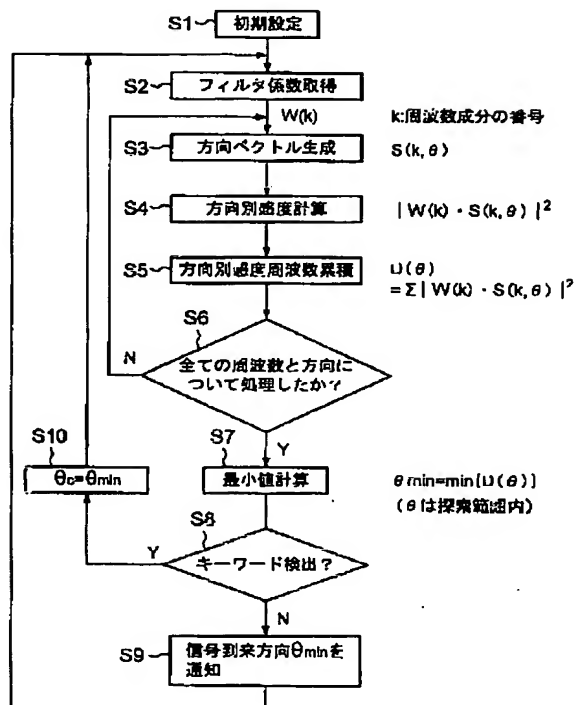 S1 初期設定
S2 フィルタ係数取得
W(k) k:周波数成分の番号
S3 方向ベクトル生成 S(k,θ)
S4 方向別感度計算 |W(k)・S(k,θ)|²
S5 方向別感度周波数累積 D(θ)
=Σ|W(k)・S(k,θ)|²
S6
N 全ての周波数と方向に
ついて処理したか?
Y
S10 S7
θc=θmin 最小値計算 θmin=min[D(θ)]
(θは探索範囲内)
S8
Y キーワード検出?
N
S9 信号到来方向θminを
通知